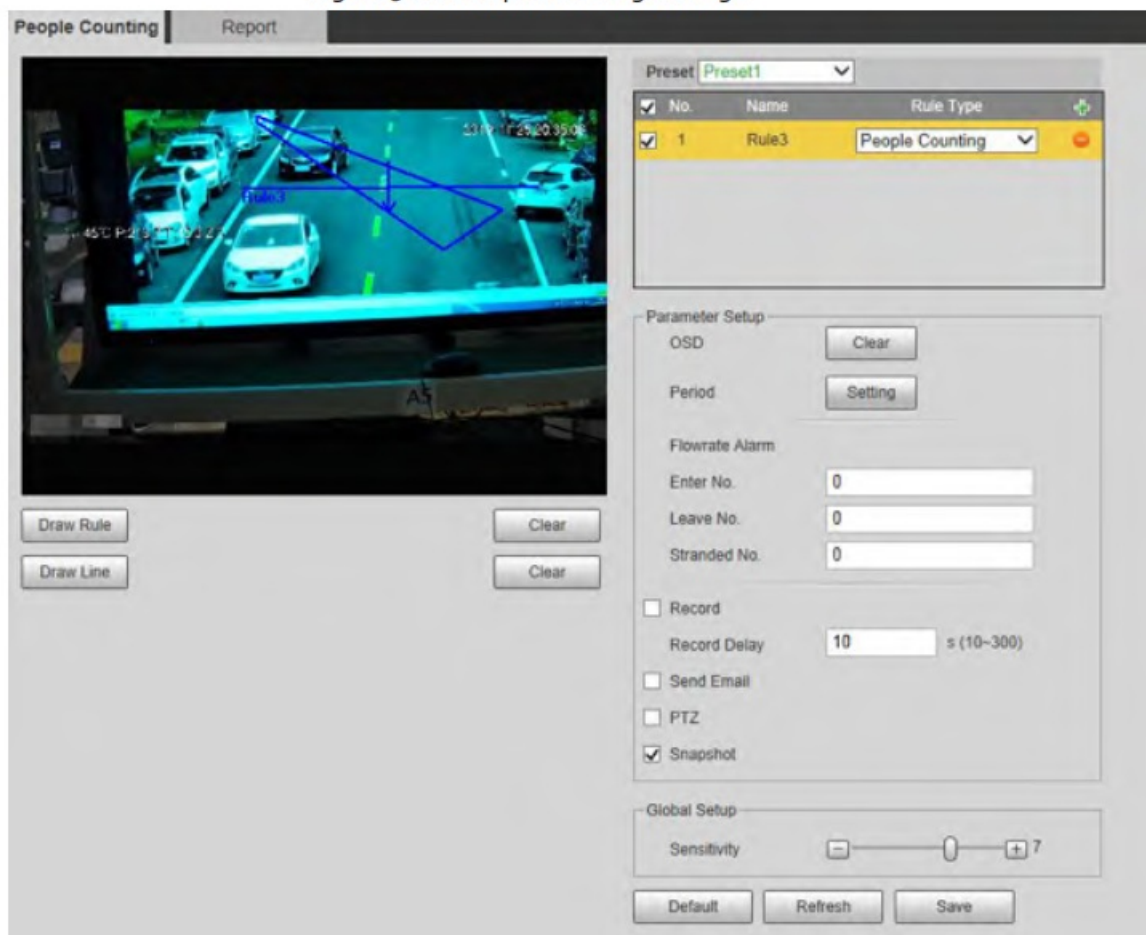 People Counting Report
Preset Preset1
No. Name Rule Type
1 Rule3 People Counting
Rule3
A5
Draw Rule Clear
Draw Line Clear
Parameter Setup
OSD Clear
Period Setting
Flowrate Alarm
Enter No. 0
Leave No. 0
Stranded No. 0
Record
Record Delay 10 s (10~300)
Send Email
PTZ
Snapshot
Global Setup
Sensitivity 7
Default Refresh Save